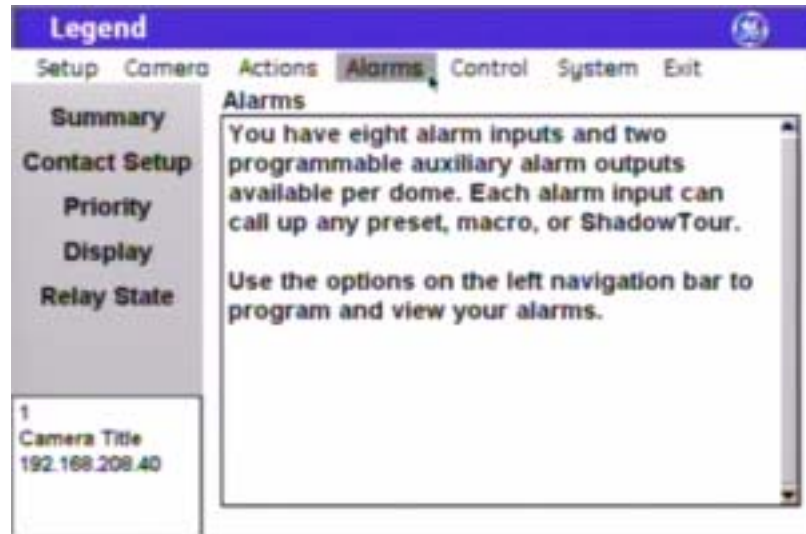 Legend
Setup Camera Actions Alarms Control System Exit
Summary
Contact Setup
Priority
Display
Relay State
1
Camera Title
192.168.208.40
Alarms
You have eight alarm inputs and two
programmable auxiliary alarm outputs
available per dome. Each alarm input can
call up any preset, macro, or ShadowTour.
Use the options on the left navigation bar to
program and view your alarms.